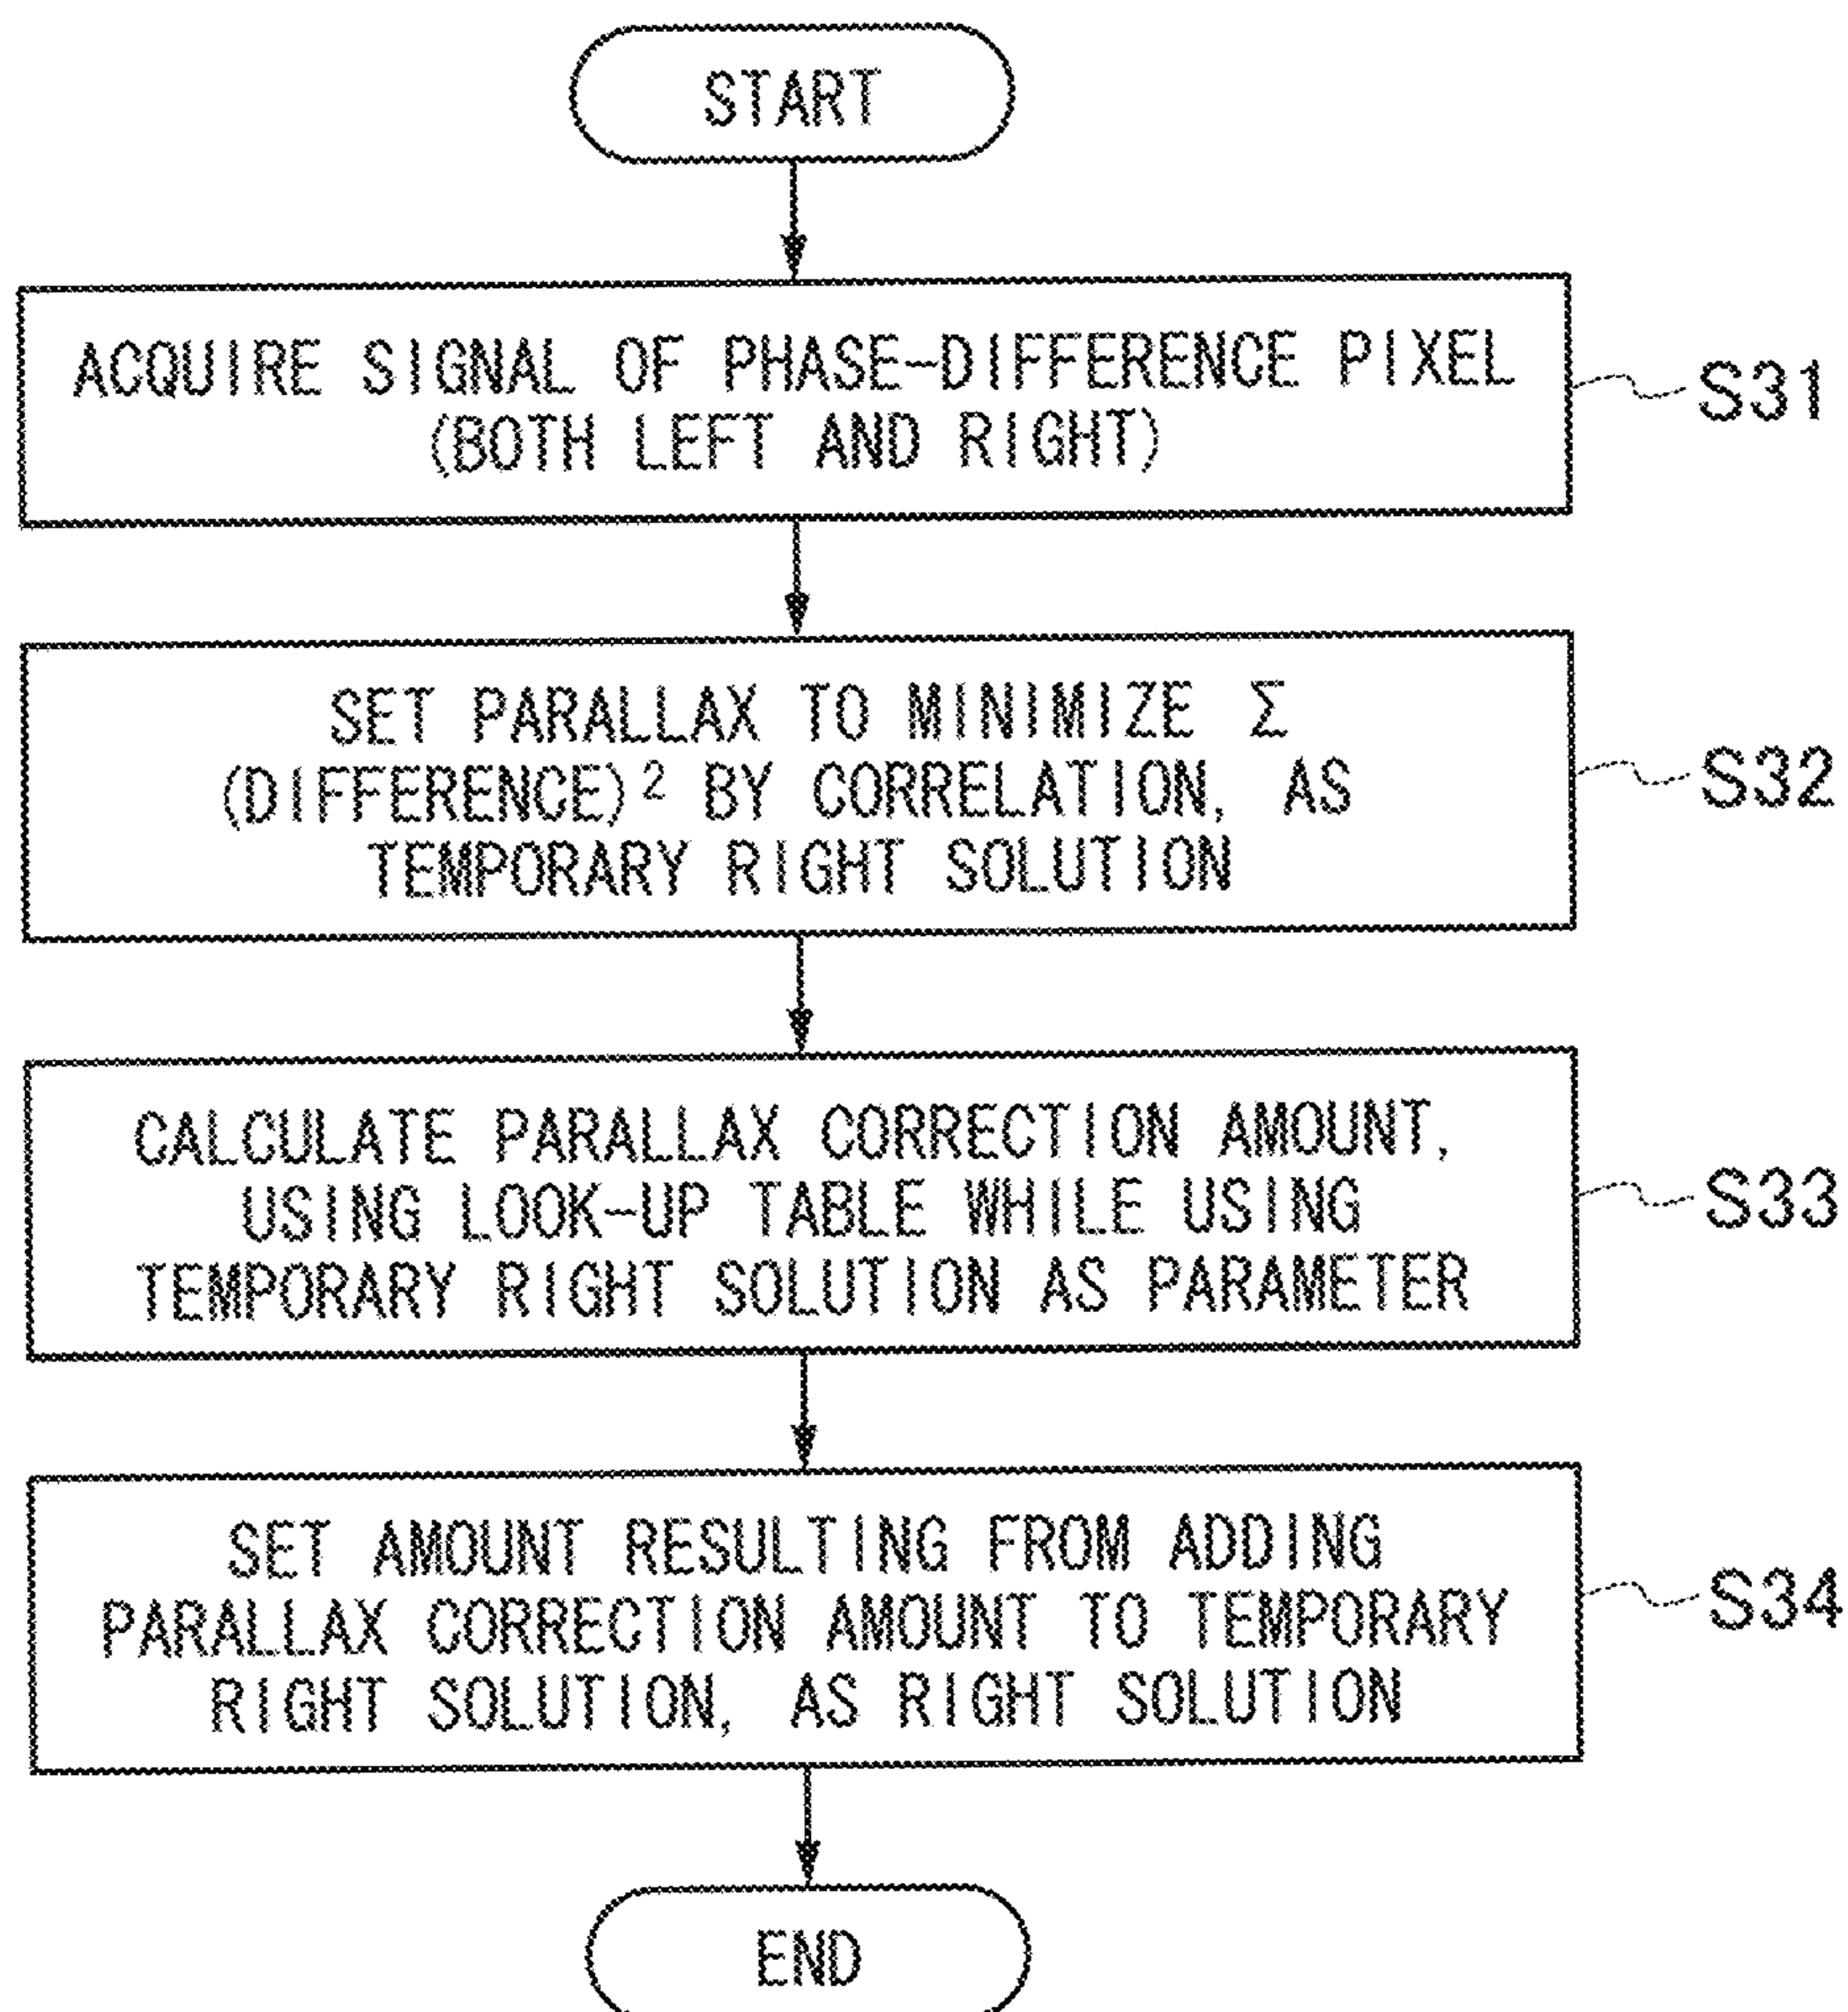 START
ACQUIRE SIGNAL OF PHASE-DIFFERENCE PIXEL
(BOTH LEFT AND RIGHT)
S31
SET PARALLAX TO MINIMIZE Σ
(DIFFERENCE)² BY CORRELATION, AS
TEMPORARY RIGHT SOLUTION
S32
CALCULATE PARALLAX CORRECTION AMOUNT,
USING LOOK-UP TABLE WHILE USING
TEMPORARY RIGHT SOLUTION AS PARAMETER
S33
SET AMOUNT RESULTING FROM ADDING
PARALLAX CORRECTION AMOUNT TO TEMPORARY
RIGHT SOLUTION, AS RIGHT SOLUTION
S34
END